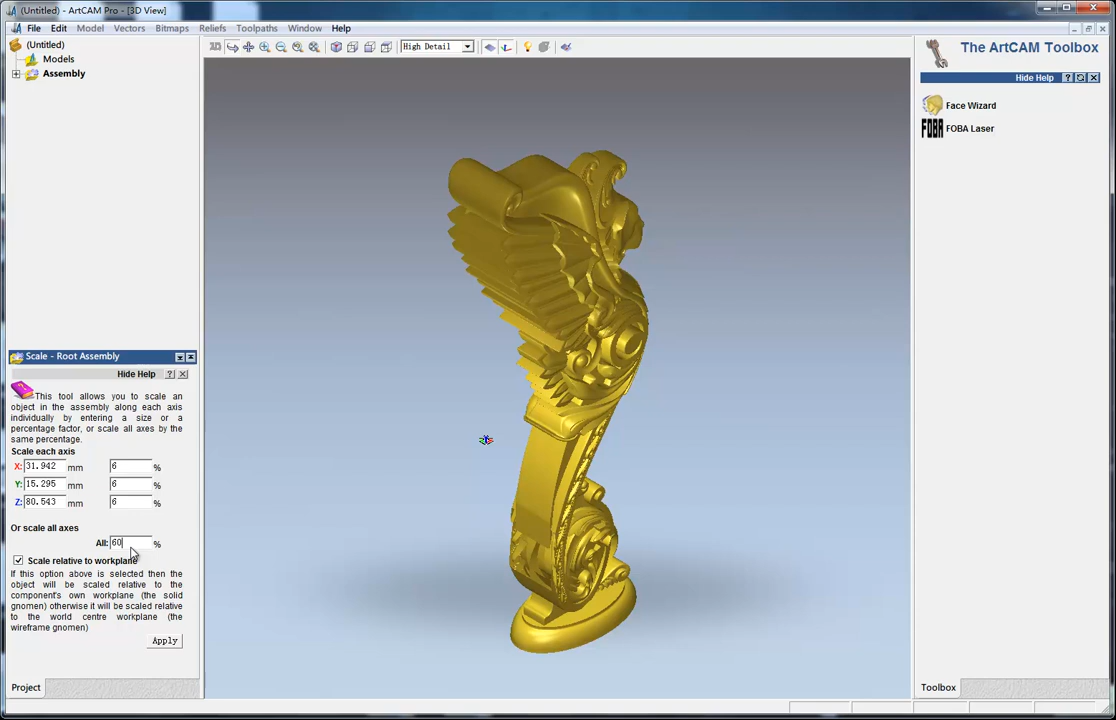 (Untitled) - ArtCAM Pro - [3D View]
File Edit Model Vectors Bitmaps Reliefs Toolpaths Window Help
(Untitled)
Models
Assembly
High Detail
The ArtCAM Toolbox
Hide Help
Face Wizard
FOBA FOBA Laser
Scale - Root Assembly
Hide Help
This tool allows you to scale an
object in the assembly along each axis
individually by entering a size or a
percentage factor, or scale all axes by the
same percentage.
Scale each axis
X: 31.942 mm 6 %
Y: 15.295 mm 6 %
Z: 80.543 mm 6 %
Or scale all axes
All: 60 %
Scale relative to workplane
If this option above is selected then the
object will be scaled relative to the
component's own workplane (the solid
gnomen) otherwise it will be scaled relative
to the world centre workplane (the
wireframe gnomen)
Apply
Project
Toolbox